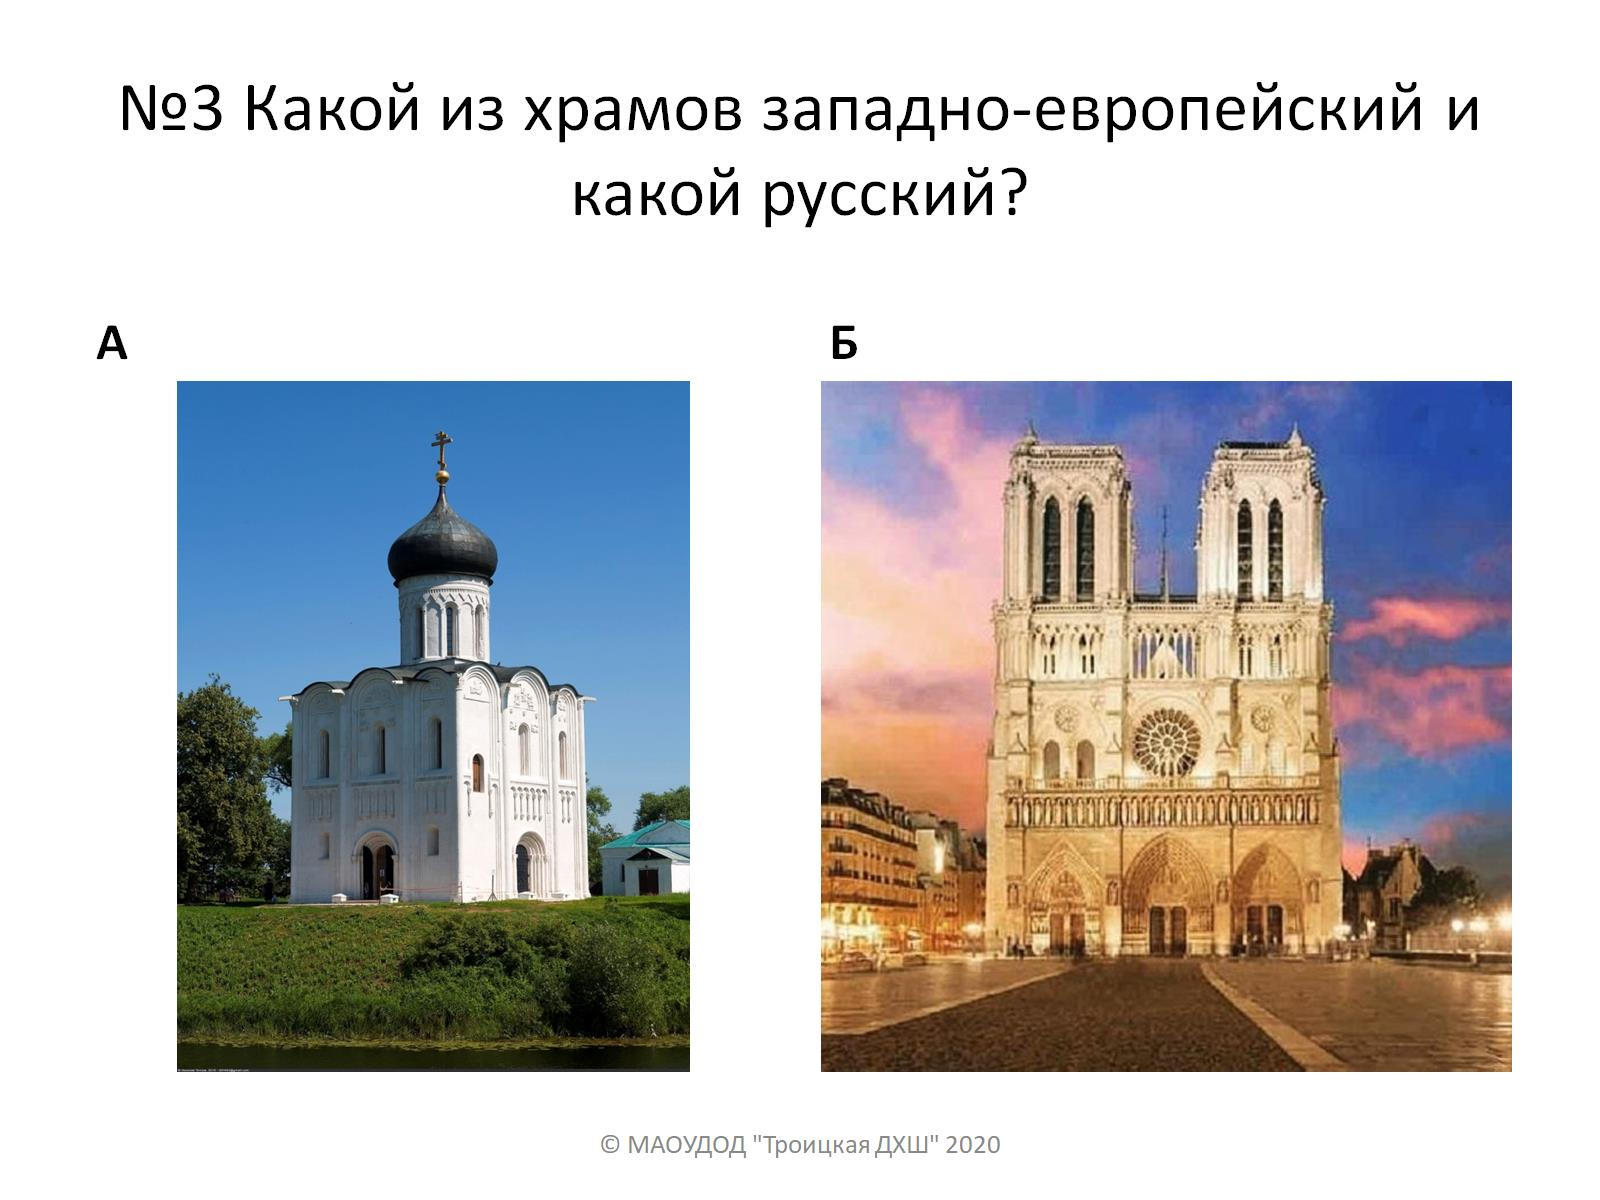 №3 Какой из храмов западно-европейский и
какой русский?
А
Б
© МАОУДОД "Троицкая ДХШ" 2020